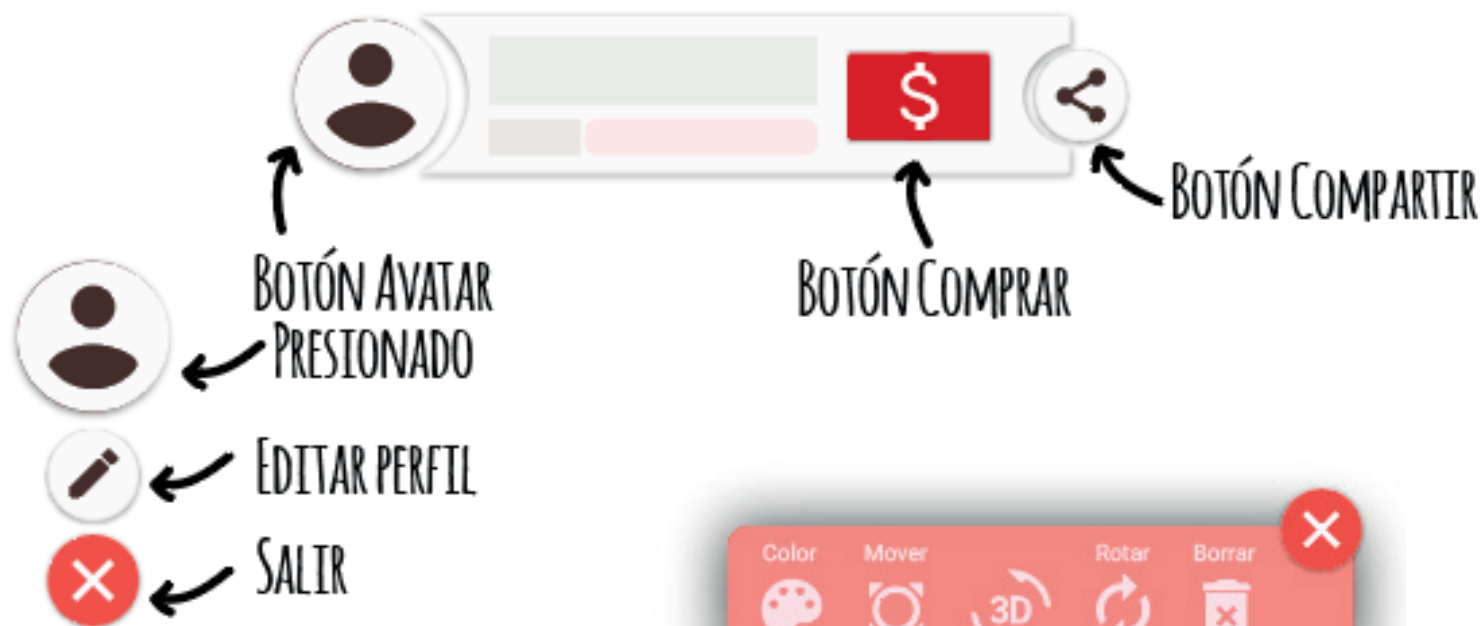 $
Botón Compartir
Botón Avatar
Presionado
Botón Comprar
Editar perfil
Salir
Color Mover Rotar Borrar
3D